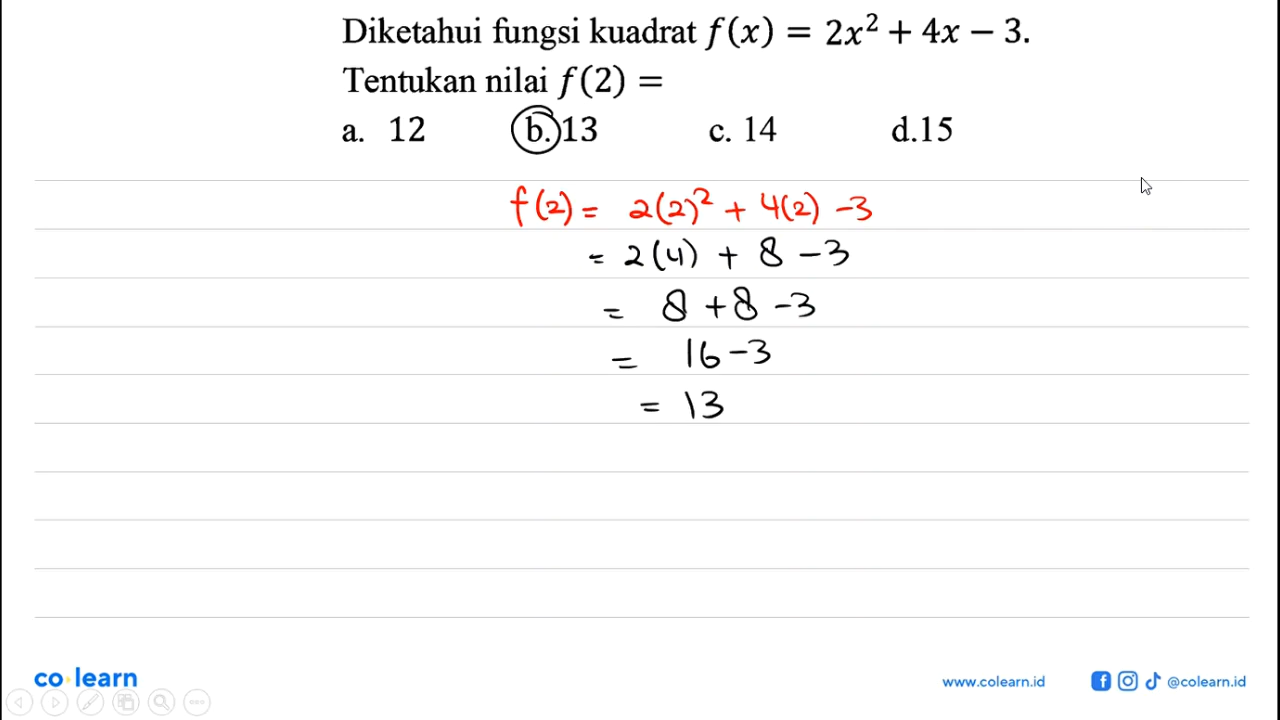 Diketahui fungsi kuadrat f(x) = 2x² + 4x − 3.
Tentukan nilai f(2) =
a. 12 b. 13 c. 14 d.15
f(2) = 2(2)² + 4(2) -3
= 2(4) + 8 -3
= 8 +8 -3
= 16 -3
= 13
co learn
www.colearn.id @colearn.id